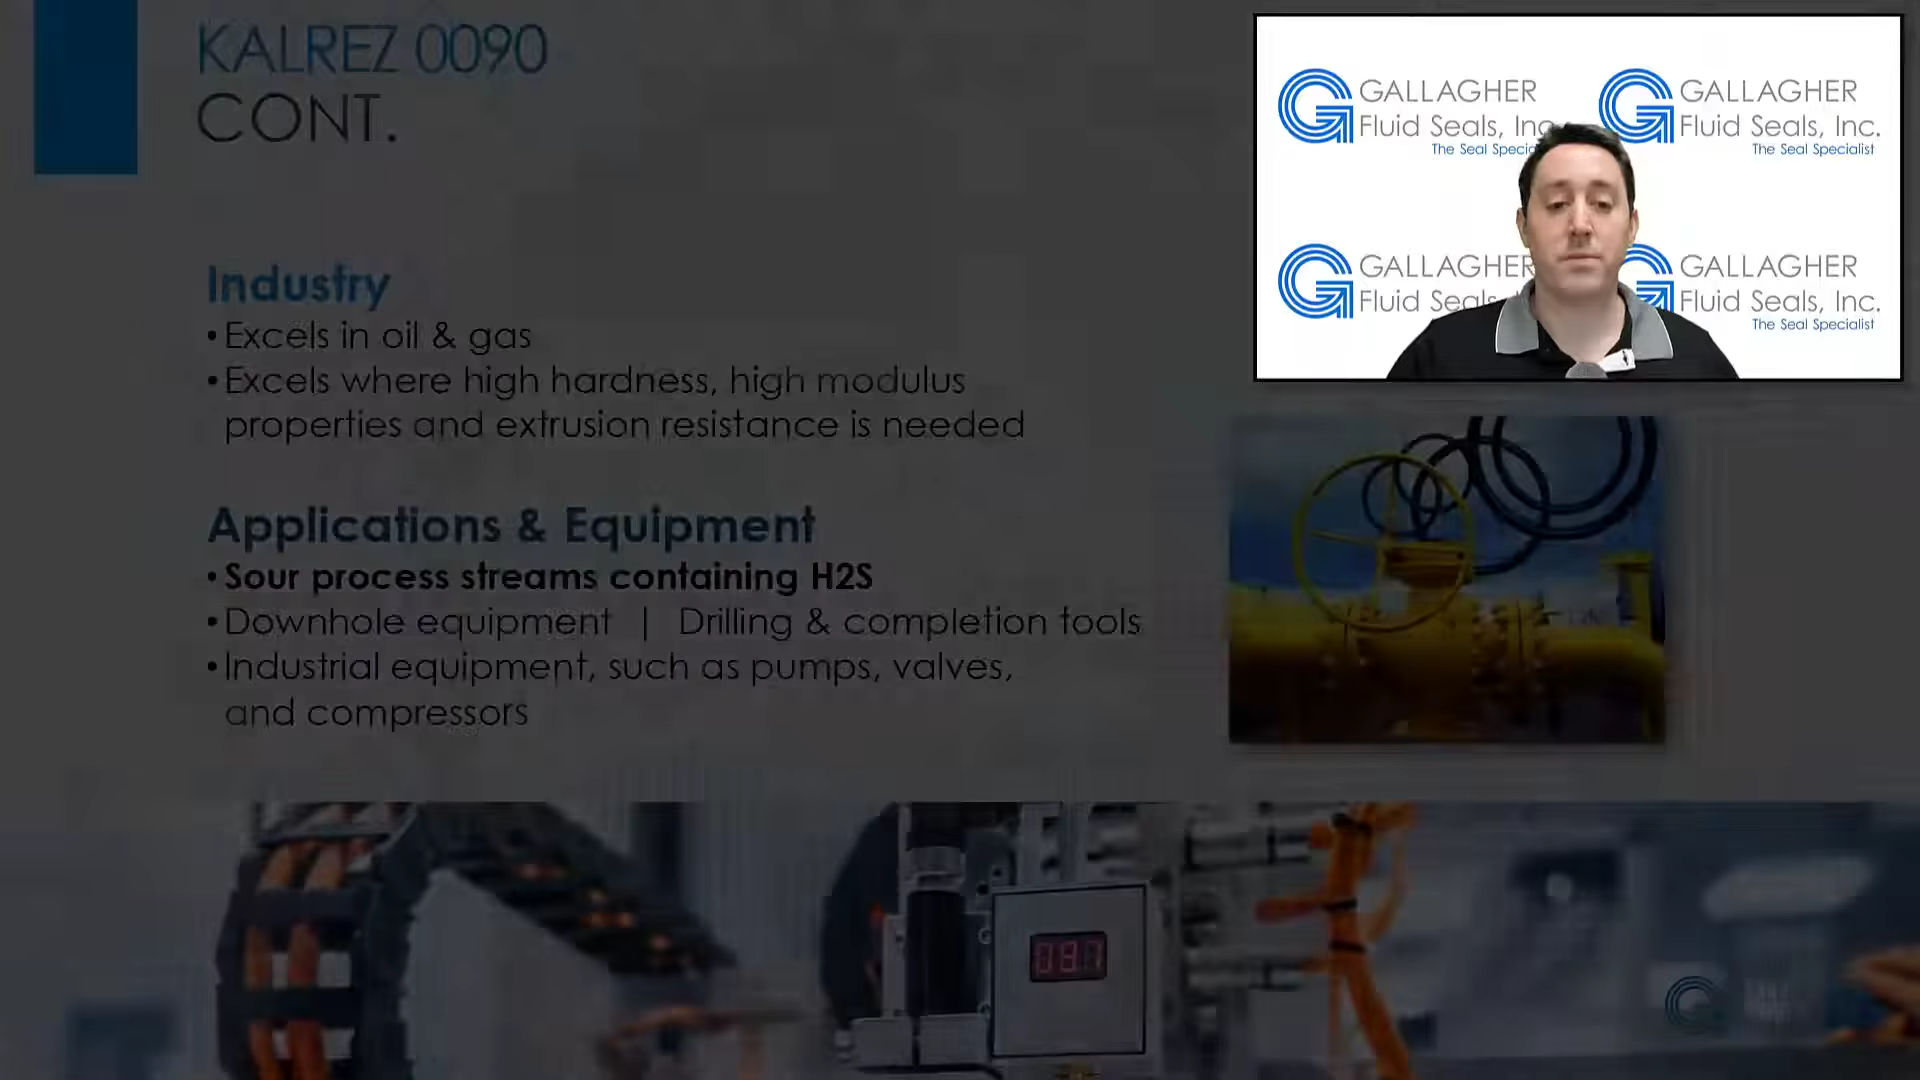 KALREZ 0090
CONT.
Industry
• Excels in oil & gas
• Excels where high hardness, high modulus
properties and extrusion resistance is needed
Applications & Equipment
• Sour process streams containing H2S
• Downhole equipment | Drilling & completion tools
• Industrial equipment, such as pumps, valves,
and compressors
GALLAGHER
Fluid Seals, Inc
The Seal Specia
GALLAGHER
Fluid Seals, Inc.
The Seal Specialist
GALLAGHER
Fluid Seals,
GALLAGHER
Fluid Seals, Inc.
The Seal Specialist